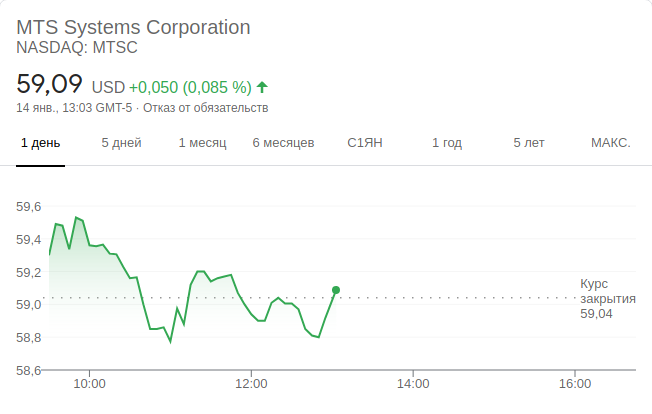 MTS Systems Corporation
NASDAQ: MTSC
59,09 USD +0,050 (0,085 %)
14 янв., 13:03 GMT-5 · Отказ от обязательств
1 день 5 дней 1 месяц 6 месяцев С1ЯН 1 год 5 лет МАКС.
59,6
59,4
59,2
59,0
58,8
58,6
Курс
закрытия
59,04
10:00 12:00 14:00 16:00